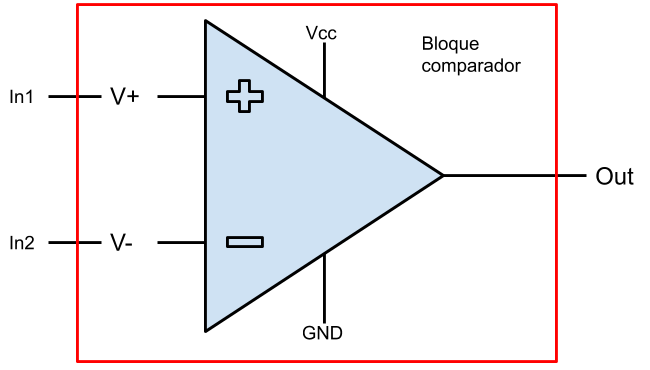 Vcc
Bloque
comparador
In1
V+
Out
In2
V-
GND